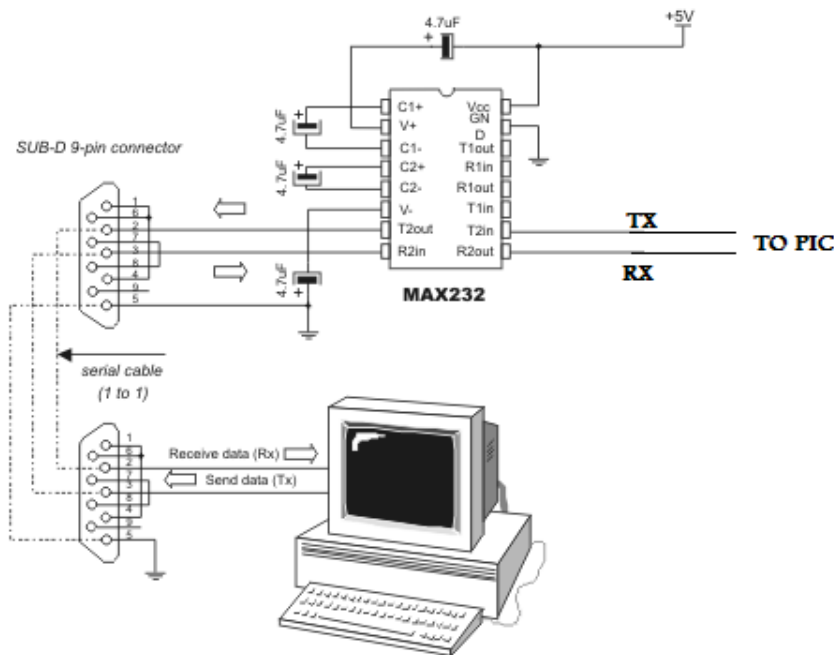 4.7uF
+
+5V
C1+
Vcc
V+
GN
D
C1-
T1out
C2+
R1in
C2-
R1out
V-
T1in
T2out
T2in
R2in
R2out
MAX232
+
4.7uF
+
4.7uF
4.7uF
+
SUB-D 9-pin connector
1
6
2
7
3
8
4
9
5
TX
RX
TO PIC
serial cable
(1 to 1)
1
6
2
7
3
8
4
9
5
Receive data (Rx)
Send data (Tx)